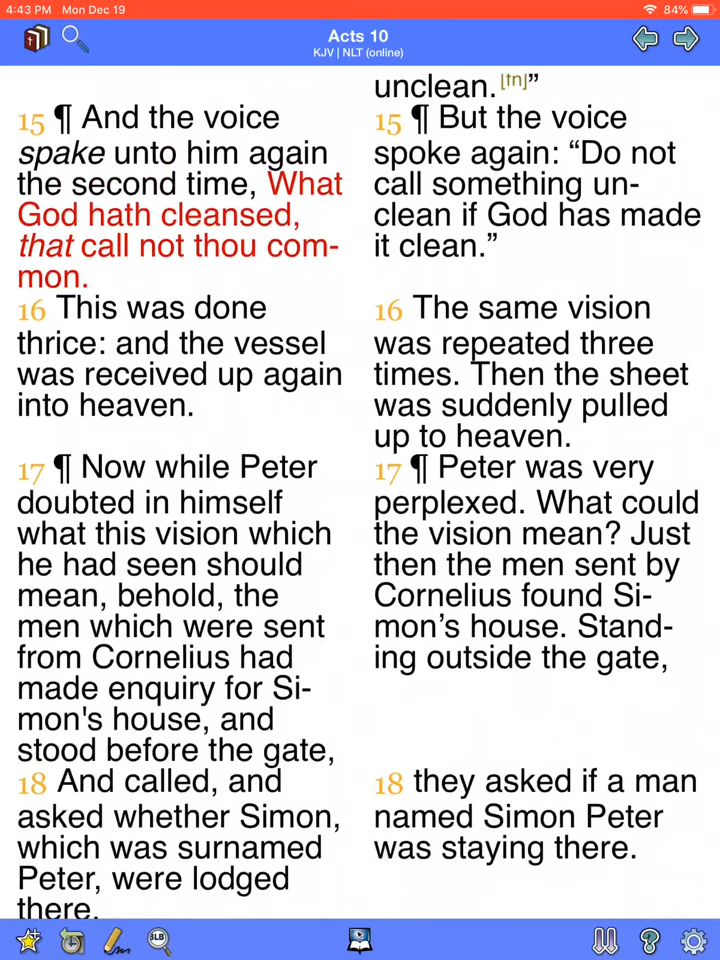 4:43 PM Mon Dec 19
84%
Acts 10
KJV | NLT (online)
15 ¶ And the voice
spake unto him again
the second time, What
God hath cleansed,
that call not thou com-
mon.
16 This was done
thrice: and the vessel
was received up again
into heaven.
17 ¶ Now while Peter
doubted in himself
what this vision which
he had seen should
mean, behold, the
men which were sent
from Cornelius had
made enquiry for Si-
mon's house, and
stood before the gate,
18 And called, and
asked whether Simon,
which was surnamed
Peter, were lodged
there.
unclean.[fn]”
15 ¶ But the voice
spoke again: “Do not
call something un-
clean if God has made
it clean.”
16 The same vision
was repeated three
times. Then the sheet
was suddenly pulled
up to heaven.
17 ¶ Peter was very
perplexed. What could
the vision mean? Just
then the men sent by
Cornelius found Si-
mon’s house. Stand-
ing outside the gate,
18 they asked if a man
named Simon Peter
was staying there.
BLB